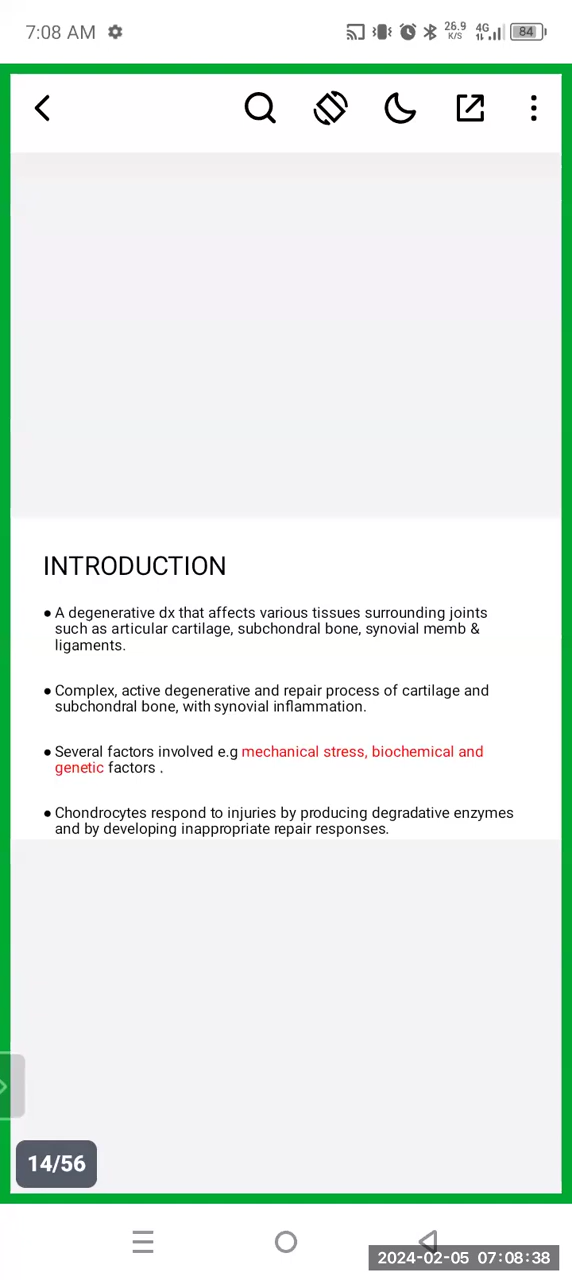 7:08 AM
26.9
K/S
4G
84
INTRODUCTION
• A degenerative dx that affects various tissues surrounding joints
such as articular cartilage, subchondral bone, synovial memb &
ligaments.
• Complex, active degenerative and repair process of cartilage and
subchondral bone, with synovial inflammation.
• Several factors involved e.g mechanical stress, biochemical and
genetic factors .
• Chondrocytes respond to injuries by producing degradative enzymes
and by developing inappropriate repair responses.
14/56
2024-02-05 07:08:38